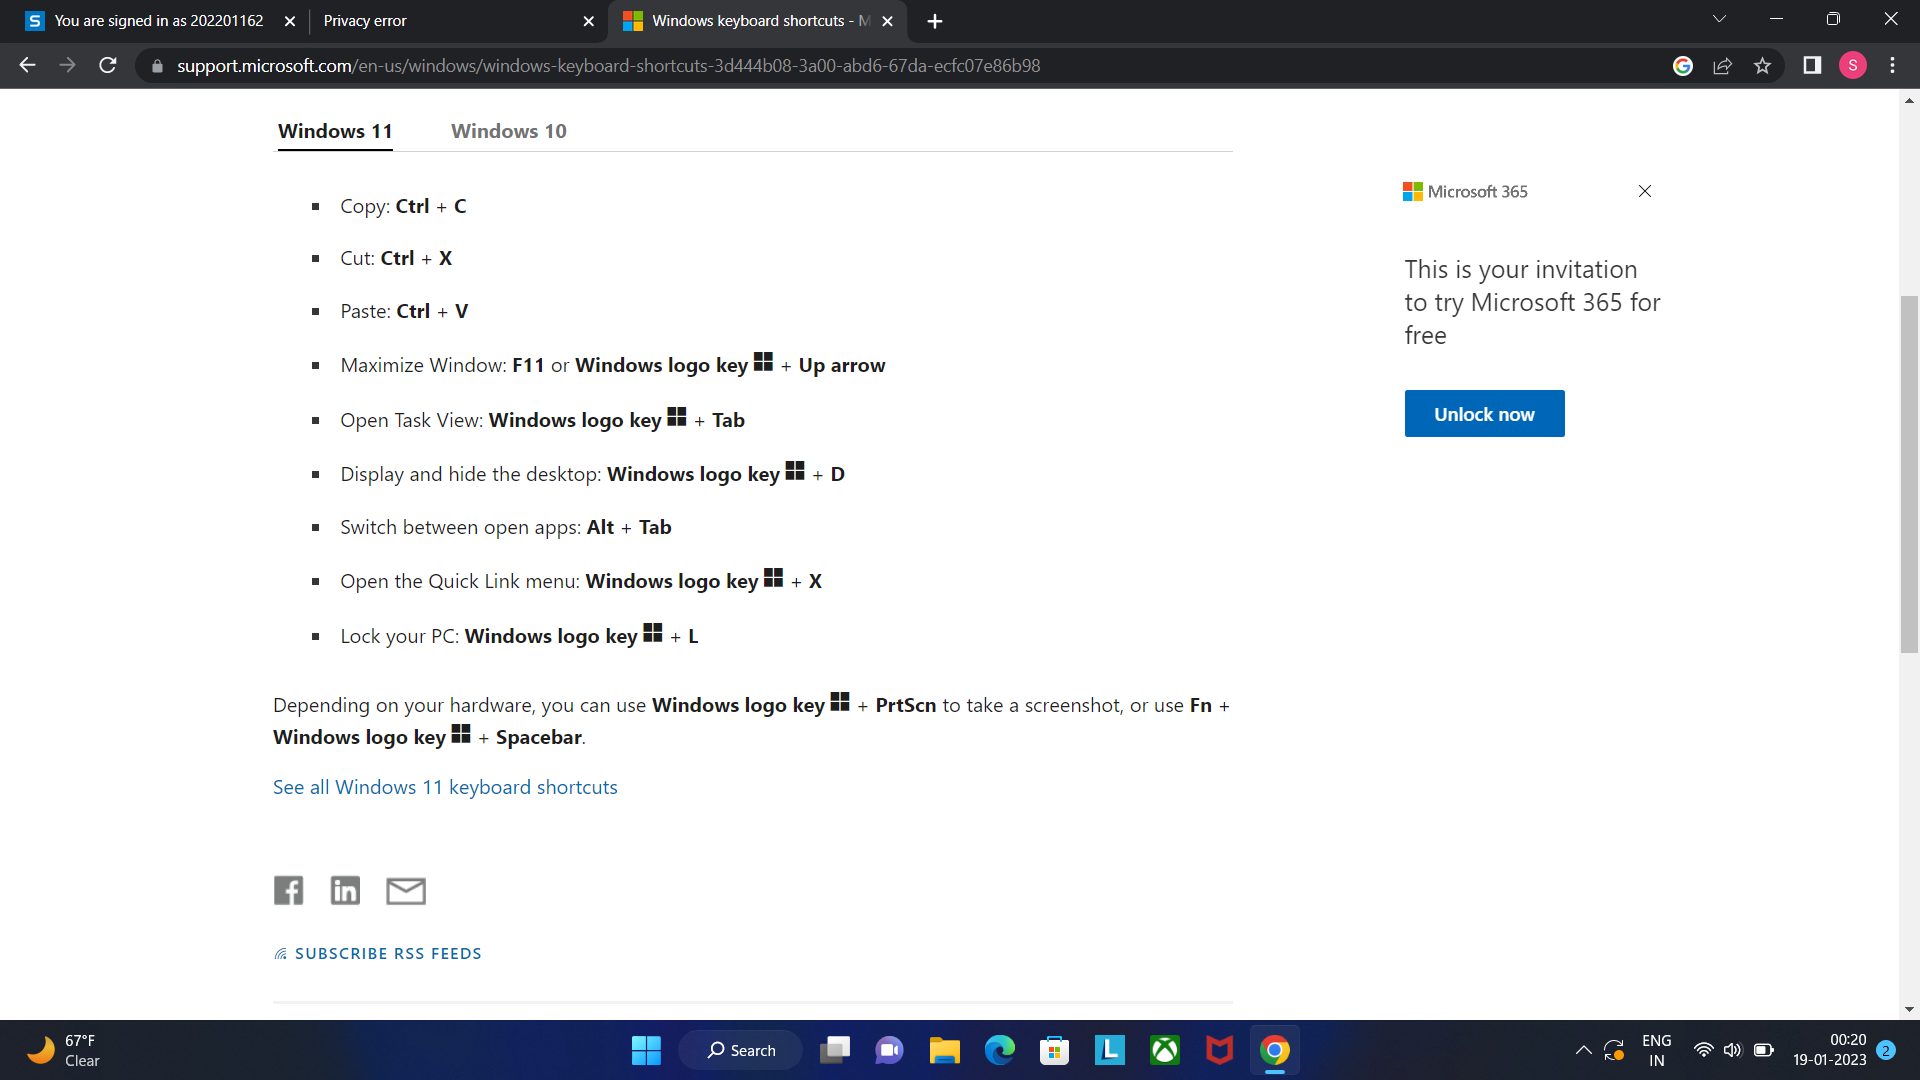 You are signed in as 202201162
Privacy error
Windows keyboard shortcuts - M
support.microsoft.com/en-us/windows/windows-keyboard-shortcuts-3d444b08-3a00-abd6-67da-ecfc07e86b98
S
Windows 11
Windows 10
Copy: Ctrl + C
Cut: Ctrl + X
Paste: Ctrl + V
Maximize Window: F11 or Windows logo key + Up arrow
Open Task View: Windows logo key + Tab
Display and hide the desktop: Windows logo key + D
Switch between open apps: Alt + Tab
Open the Quick Link menu: Windows logo key + X
Lock your PC: Windows logo key + L
Depending on your hardware, you can use Windows logo key + PrtScn to take a screenshot, or use Fn +
Windows logo key + Spacebar.
See all Windows 11 keyboard shortcuts
SUBSCRIBE RSS FEEDS
Microsoft 365
This is your invitation
to try Microsoft 365 for
free
Unlock now
67°F
Clear
Search
ENG
IN
00:20
19-01-2023
2